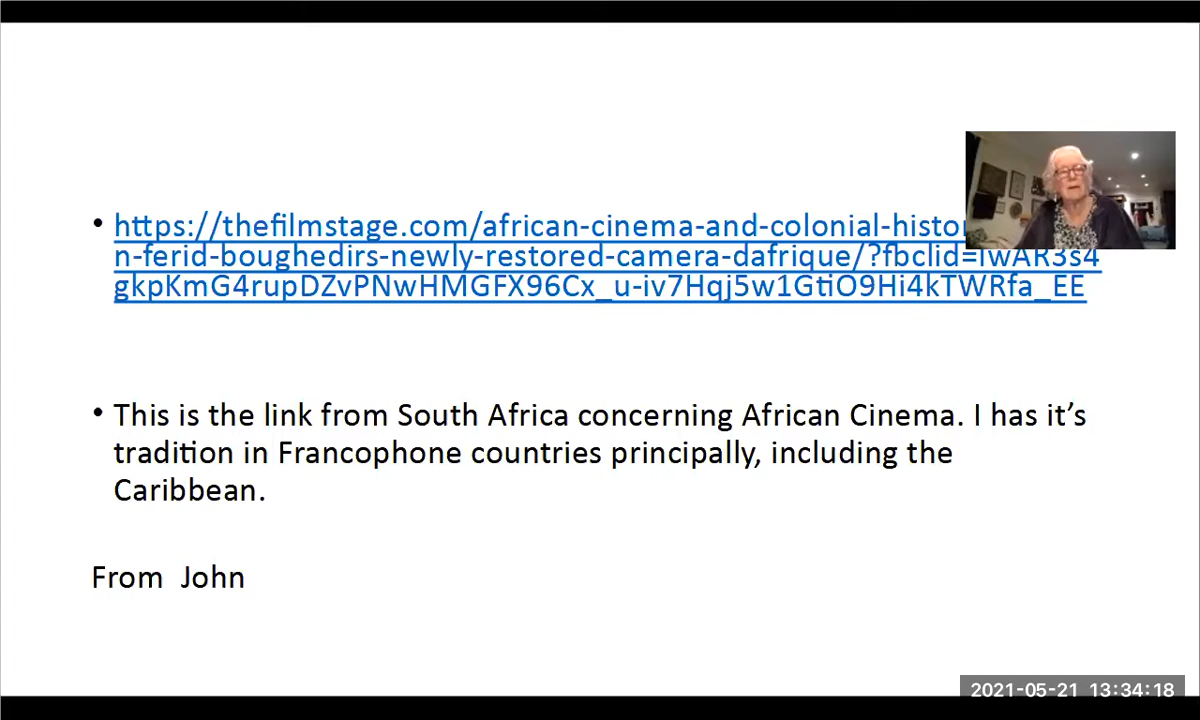 • https://thefilmstage.com/african-cinema-and-colonial-histo
n-ferid-boughedirs-newly-restored-camera-dafrique/?fbclid=IwAR3s4
gkpKmG4rupDZvPNwHMGFX96Cx_u-iv7Hqj5w1GtiO9Hi4kTWRfa_EE
• This is the link from South Africa concerning African Cinema. I has it’s
tradition in Francophone countries principally, including the
Caribbean.
From John
2021-05-21 13:34:18